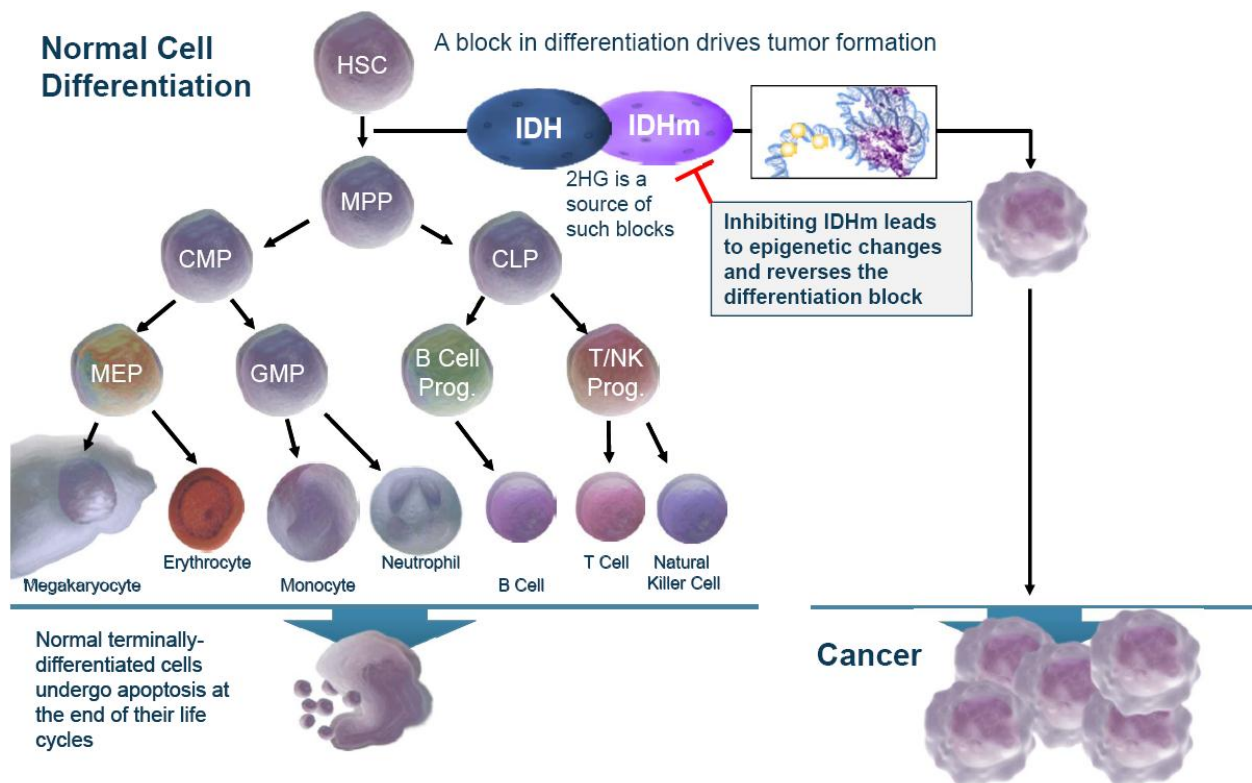 Normal Cell
Differentiation
A block in differentiation drives tumor formation
HSC
IDH
IDHm
2HG is a
source of
such blocks
Inhibiting IDHm leads
to epigenetic changes
and reverses the
differentiation block
MPP
CMP
CLP
MEP
GMP
B Cell
Prog.
T/NK
Prog.
Megakaryocyte
Erythrocyte
Monocyte
Neutrophil
B Cell
T Cell
Natural
Killer Cell
Normal terminally-
differentiated cells
undergo apoptosis at
the end of their life
cycles
Cancer